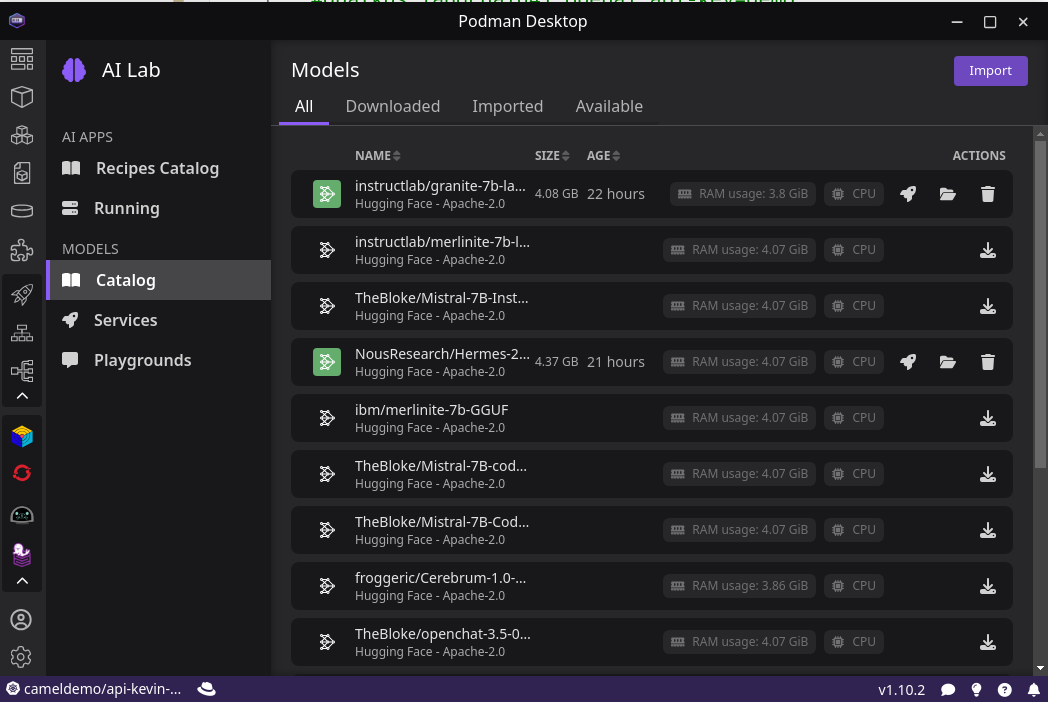 Podman Desktop
AI Lab
AI APPS
Recipes Catalog
Running
MODELS
Catalog
Services
Playgrounds
Models
Import
All Downloaded Imported Available
NAME SIZE AGE ACTIONS
instructlab/granite-7b-la... 4.08 GB 22 hours RAM usage: 3.8 GiB CPU
Hugging Face - Apache-2.0
instructlab/merlinite-7b-l... RAM usage: 4.07 GiB CPU
Hugging Face - Apache-2.0
TheBloke/Mistral-7B-Inst... RAM usage: 4.07 GiB CPU
Hugging Face - Apache-2.0
NousResearch/Hermes-2... 4.37 GB 21 hours RAM usage: 4.07 GiB CPU
Hugging Face - Apache-2.0
ibm/merlinite-7b-GGUF RAM usage: 4.07 GiB CPU
Hugging Face - Apache-2.0
TheBloke/Mistral-7B-cod... RAM usage: 4.07 GiB CPU
Hugging Face - Apache-2.0
TheBloke/Mistral-7B-Cod... RAM usage: 4.07 GiB CPU
Hugging Face - Apache-2.0
froggeric/Cerebrum-1.0-... RAM usage: 3.86 GiB CPU
Hugging Face - Apache-2.0
TheBloke/openchat-3.5-0... RAM usage: 4.07 GiB CPU
Hugging Face - Apache-2.0
cameldemo/api-kevin-... v1.10.2